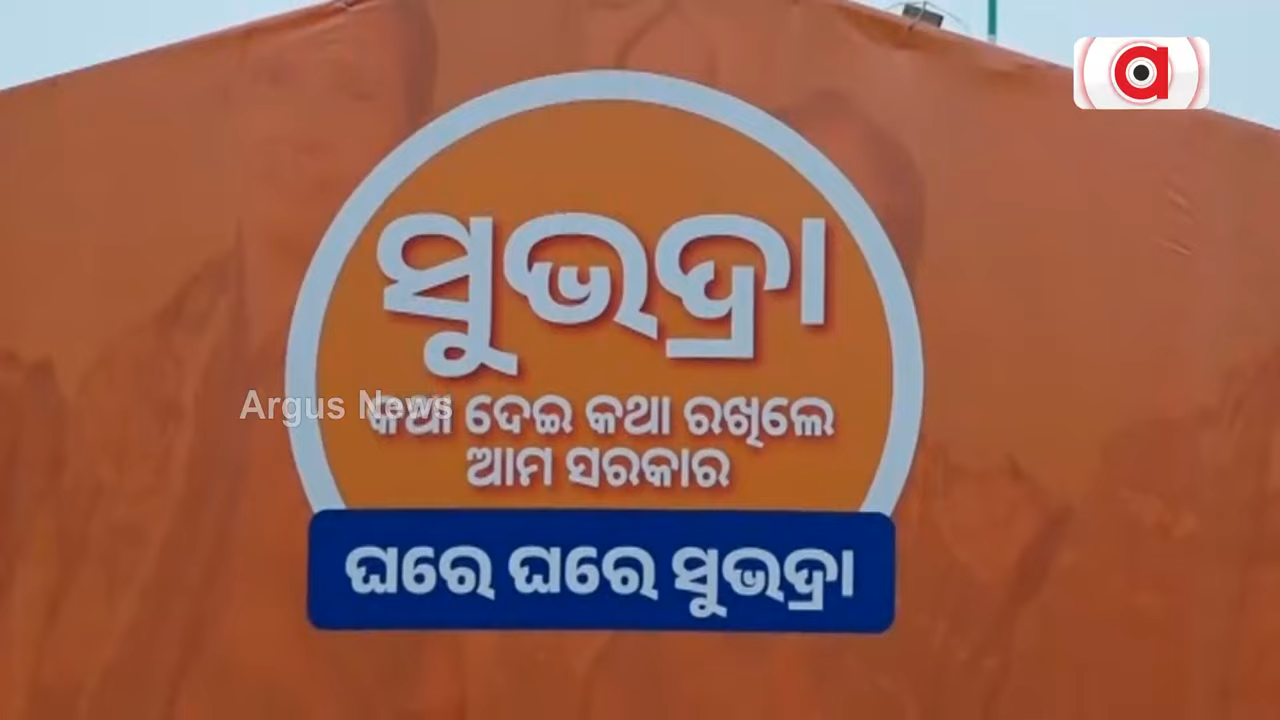 ସୁଭଦ୍ରା
Argus News
କଥା ଦେଇ କଥା ରଖିଲେ
ଆମ ସରକାର
ଘରେ ଘରେ ସୁଭଦ୍ରା